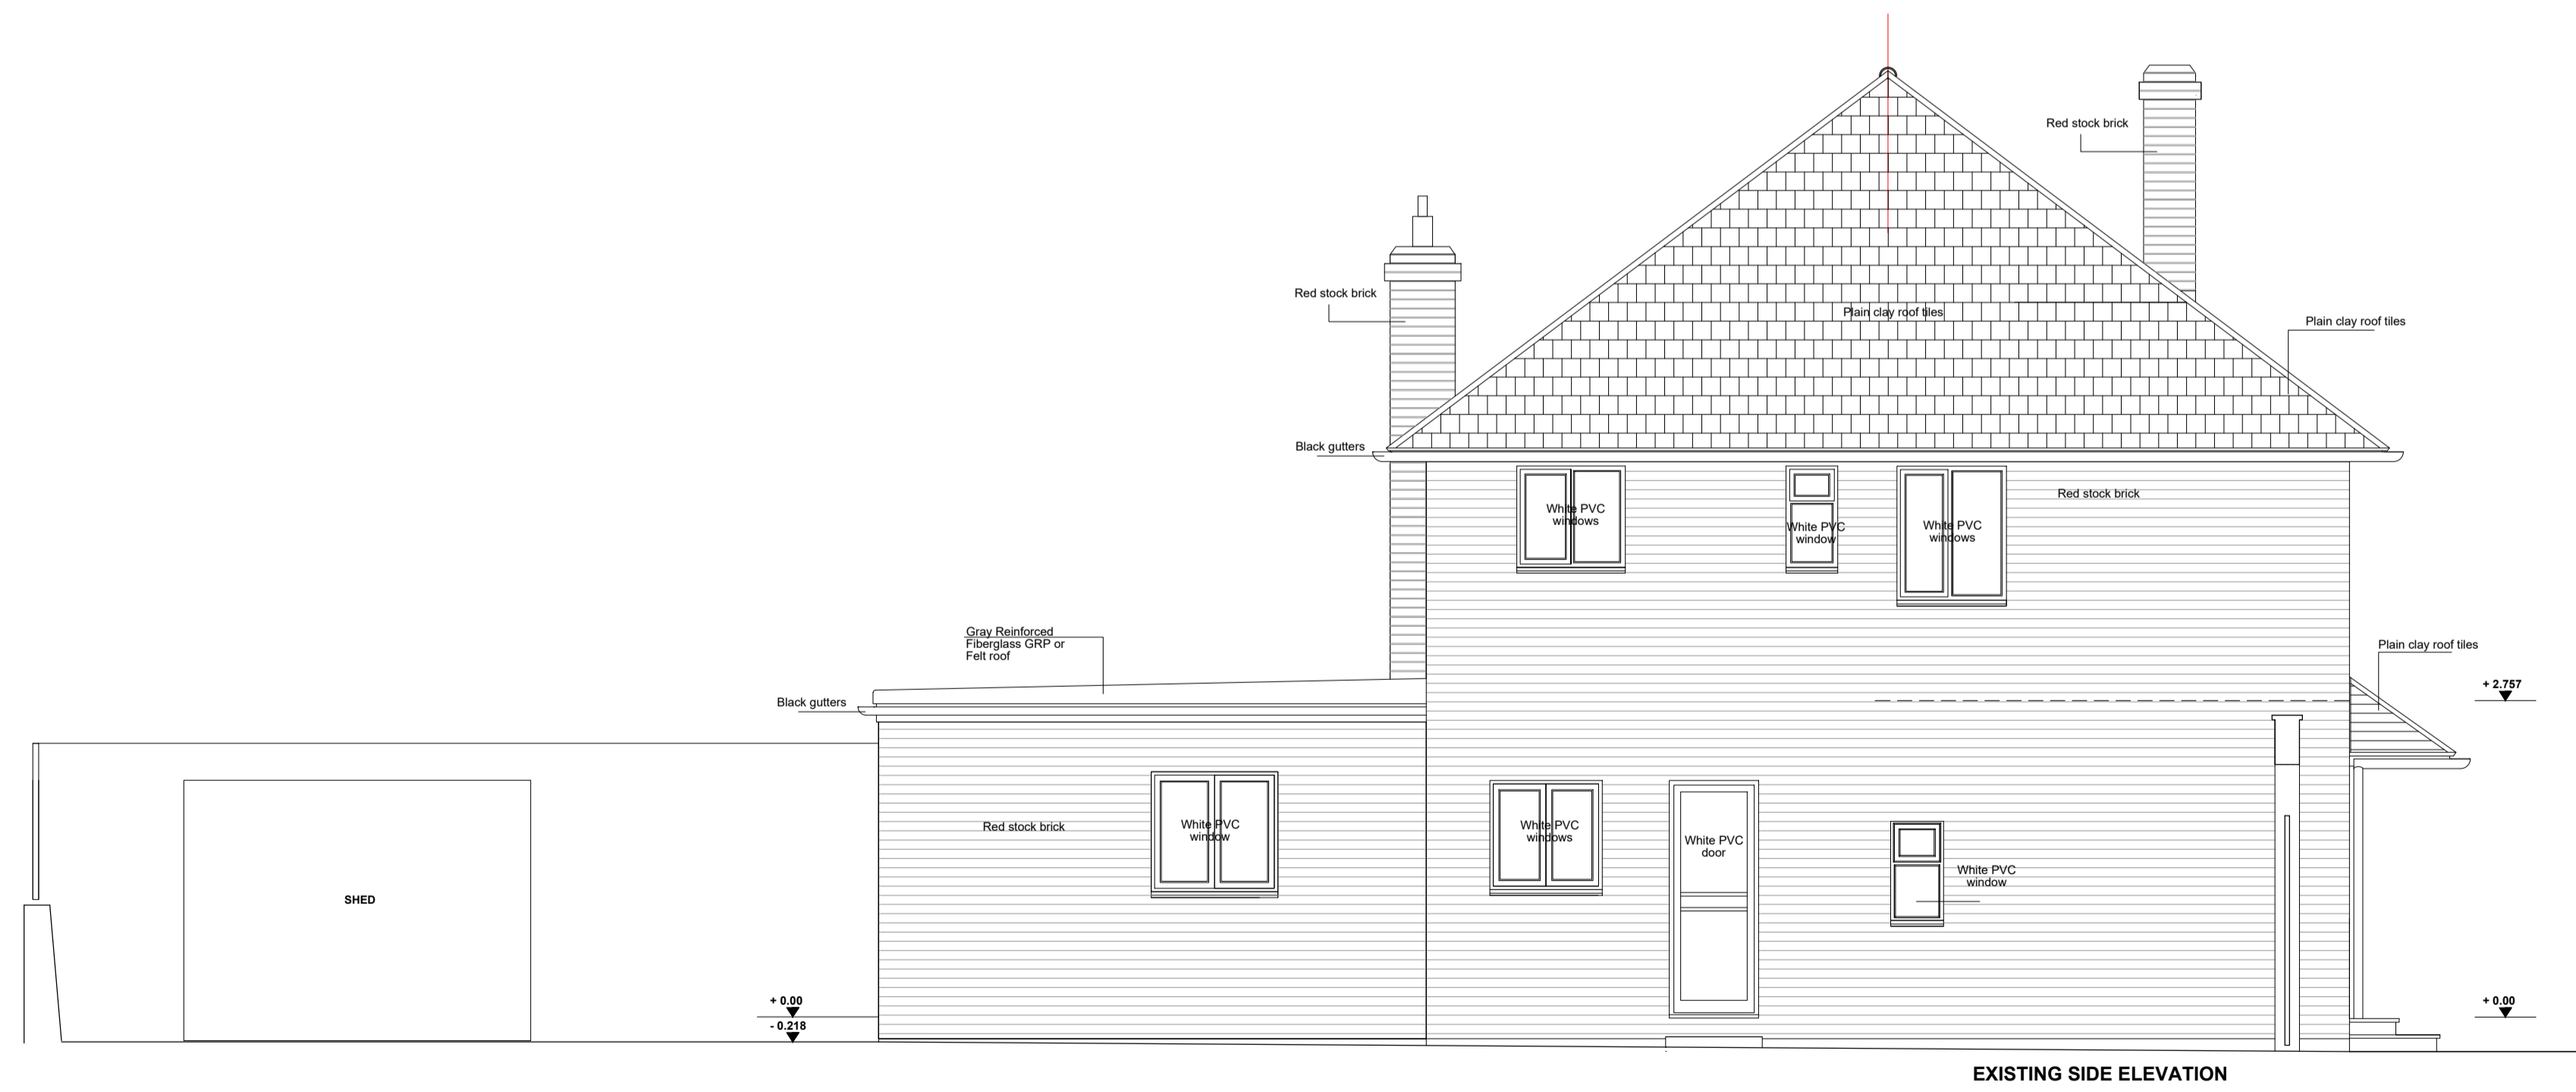 Red stock brick
Red stock brick
Plain clay roof tiles
Plain clay roof tiles
Black gutters
White PVC
windows
White PVC
window
White PVC
windows
Red stock brick
Gray Reinforced
Fiberglass GRP or
Felt roof
Plain clay roof tiles
+ 2.757
Black gutters
Red stock brick
White PVC
window
White PVC
windows
White PVC
door
White PVC
window
SHED
+ 0.00
- 0.218
+ 0.00
EXISTING SIDE ELEVATION